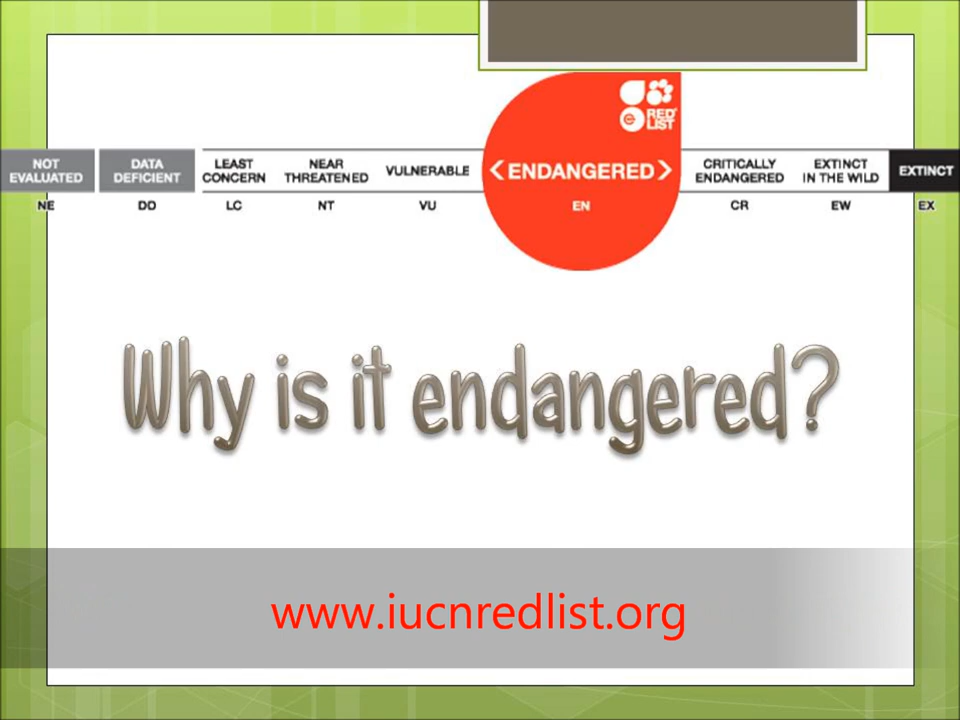 RED
LIST
NOT
EVALUATED
DATA
DEFICIENT
LEAST
CONCERN
NEAR
THREATENED
VULNERABLE
<ENDANGERED>
CRITICALLY
ENDANGERED
EXTINCT
IN THE WILD
EXTINCT
NE
DD
LC
NT
VU
EN
CR
EW
EX
Why is it endangered?
www.iucnredlist.org